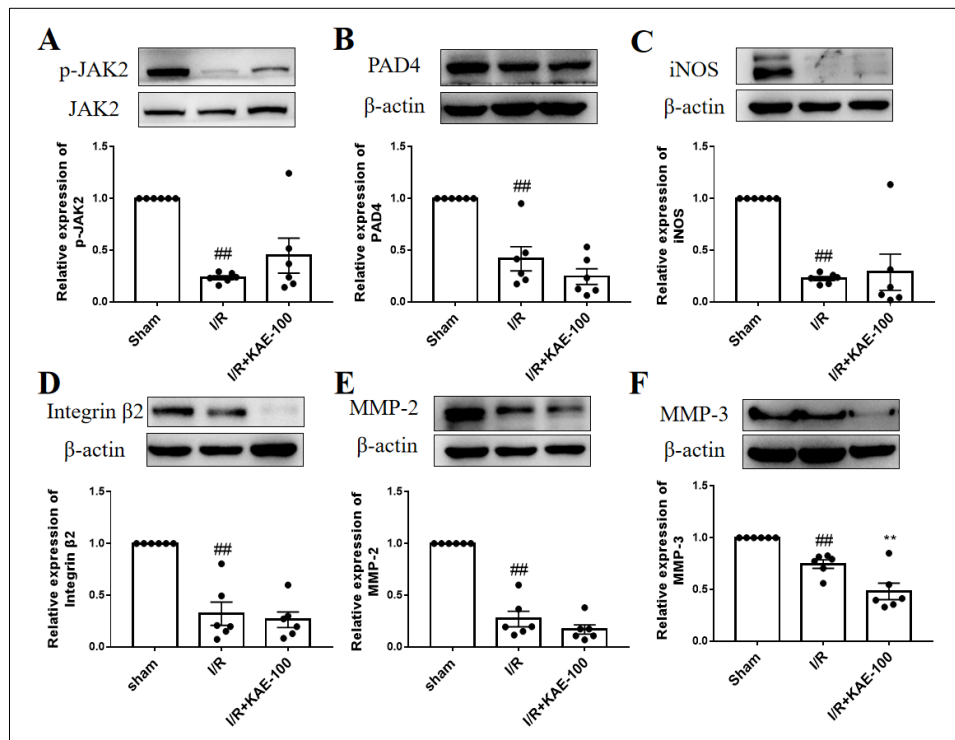 A
p-JAK2
JAK2
Relative expression of
p-JAK2
1.5
1.0
0.5
0.0
##
Sham
I/R
I/R+KAE-100
B
PAD4
β-actin
Relative expression of
PAD4
1.5
1.0
0.5
0.0
##
Sham
I/R
I/R+KAE-100
C
iNOS
β-actin
Relative expression of
iNOS
1.5
1.0
0.5
0.0
##
Sham
I/R
I/R+KAE-100
D
Integrin β2
β-actin
Relative expression of
Integrin β2
1.5
1.0
0.5
0.0
##
sham
I/R
I/R+KAE-100
E
MMP-2
β-actin
Relative expression of
MMP-2
1.5
1.0
0.5
0.0
##
sham
I/R
I/R+KAE-100
F
MMP-3
β-actin
Relative expression of
MMP-3
1.5
1.0
0.5
0.0
##
**
Sham
I/R
I/R+KAE-100